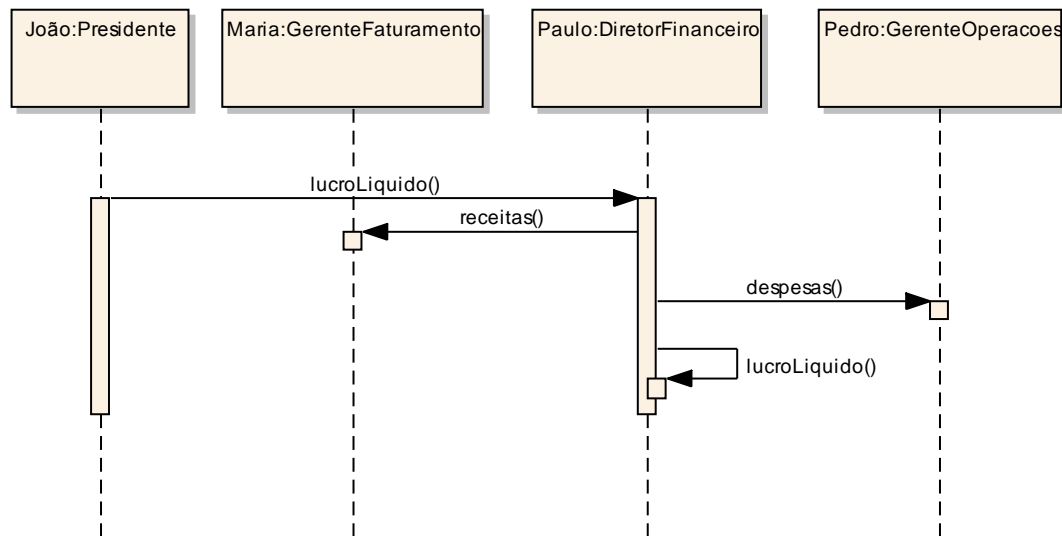 João:Presidente
Maria:GerenteFaturamento
Paulo:DiretorFinanceiro
Pedro:GerenteOperacoes
lucroLiquido()
receitas()
despesas()
lucroLiquido()